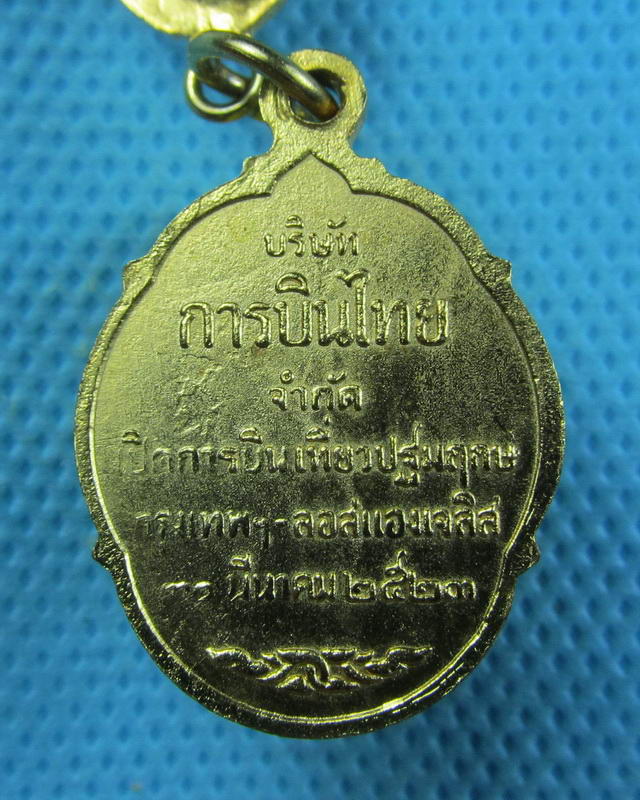 บริษัท
การบินไทย
จำกัด
เปิดการบินเที่ยวปฐมฤกษ์
กรุงเทพฯ-ลอสแองเจลิส
๓๐ มีนาคม ๒๕๒๓